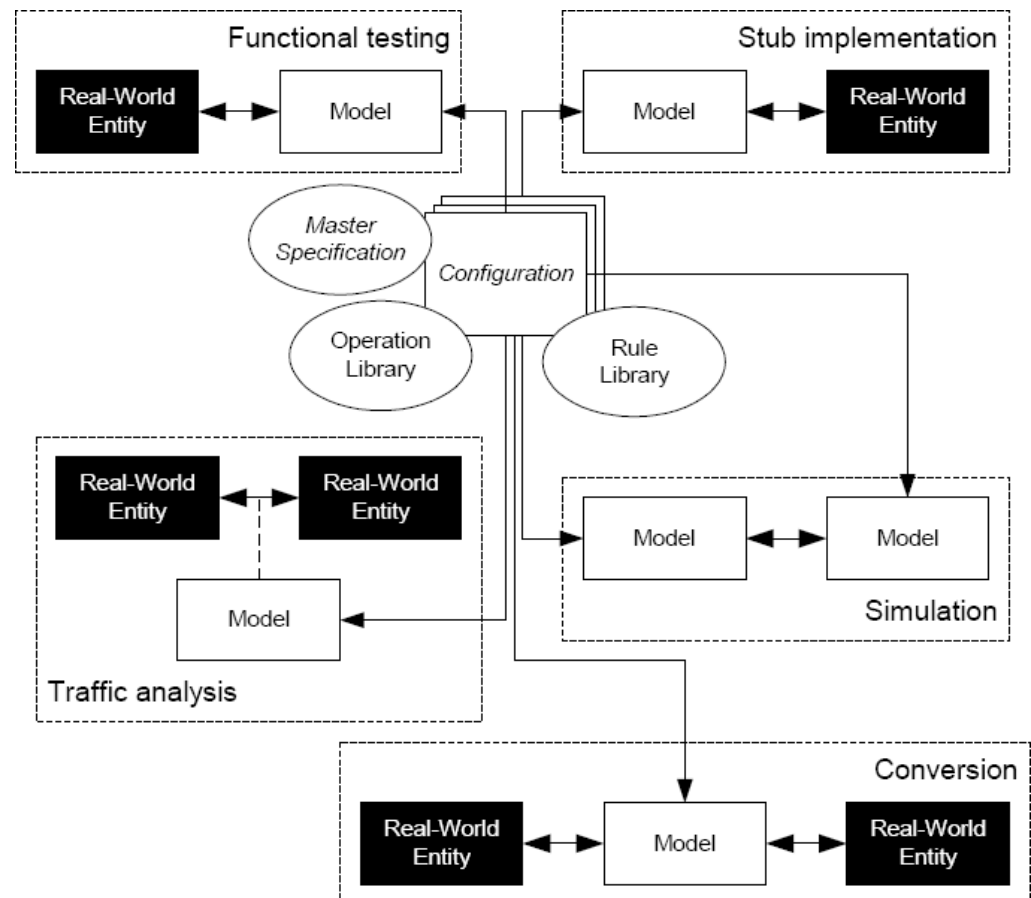 Functional testing
Real-World
Entity
Model
Stub implementation
Model
Real-World
Entity
Master
Specification
Configuration
Operation
Library
Rule
Library
Real-World
Entity
Real-World
Entity
Model
Traffic analysis
Model
Model
Simulation
Conversion
Real-World
Entity
Model
Real-World
Entity